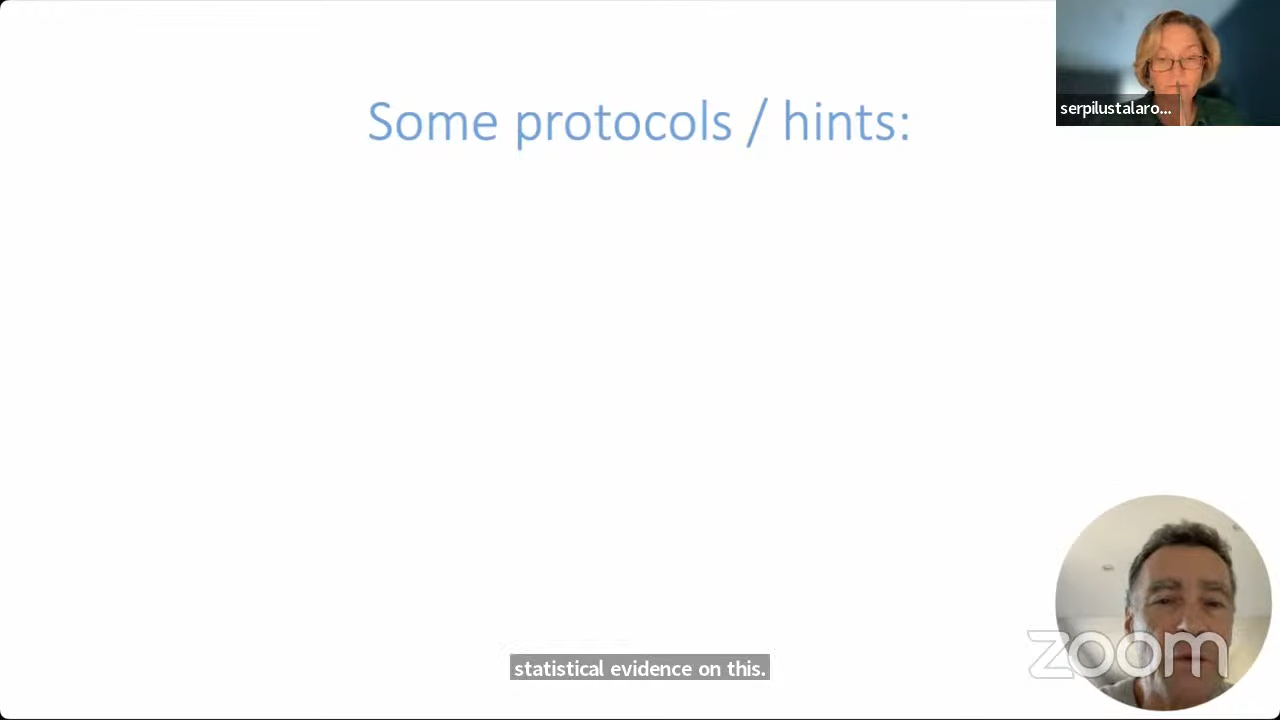 Some protocols / hints:
serpilustalaro...
zoom
statistical evidence on this.